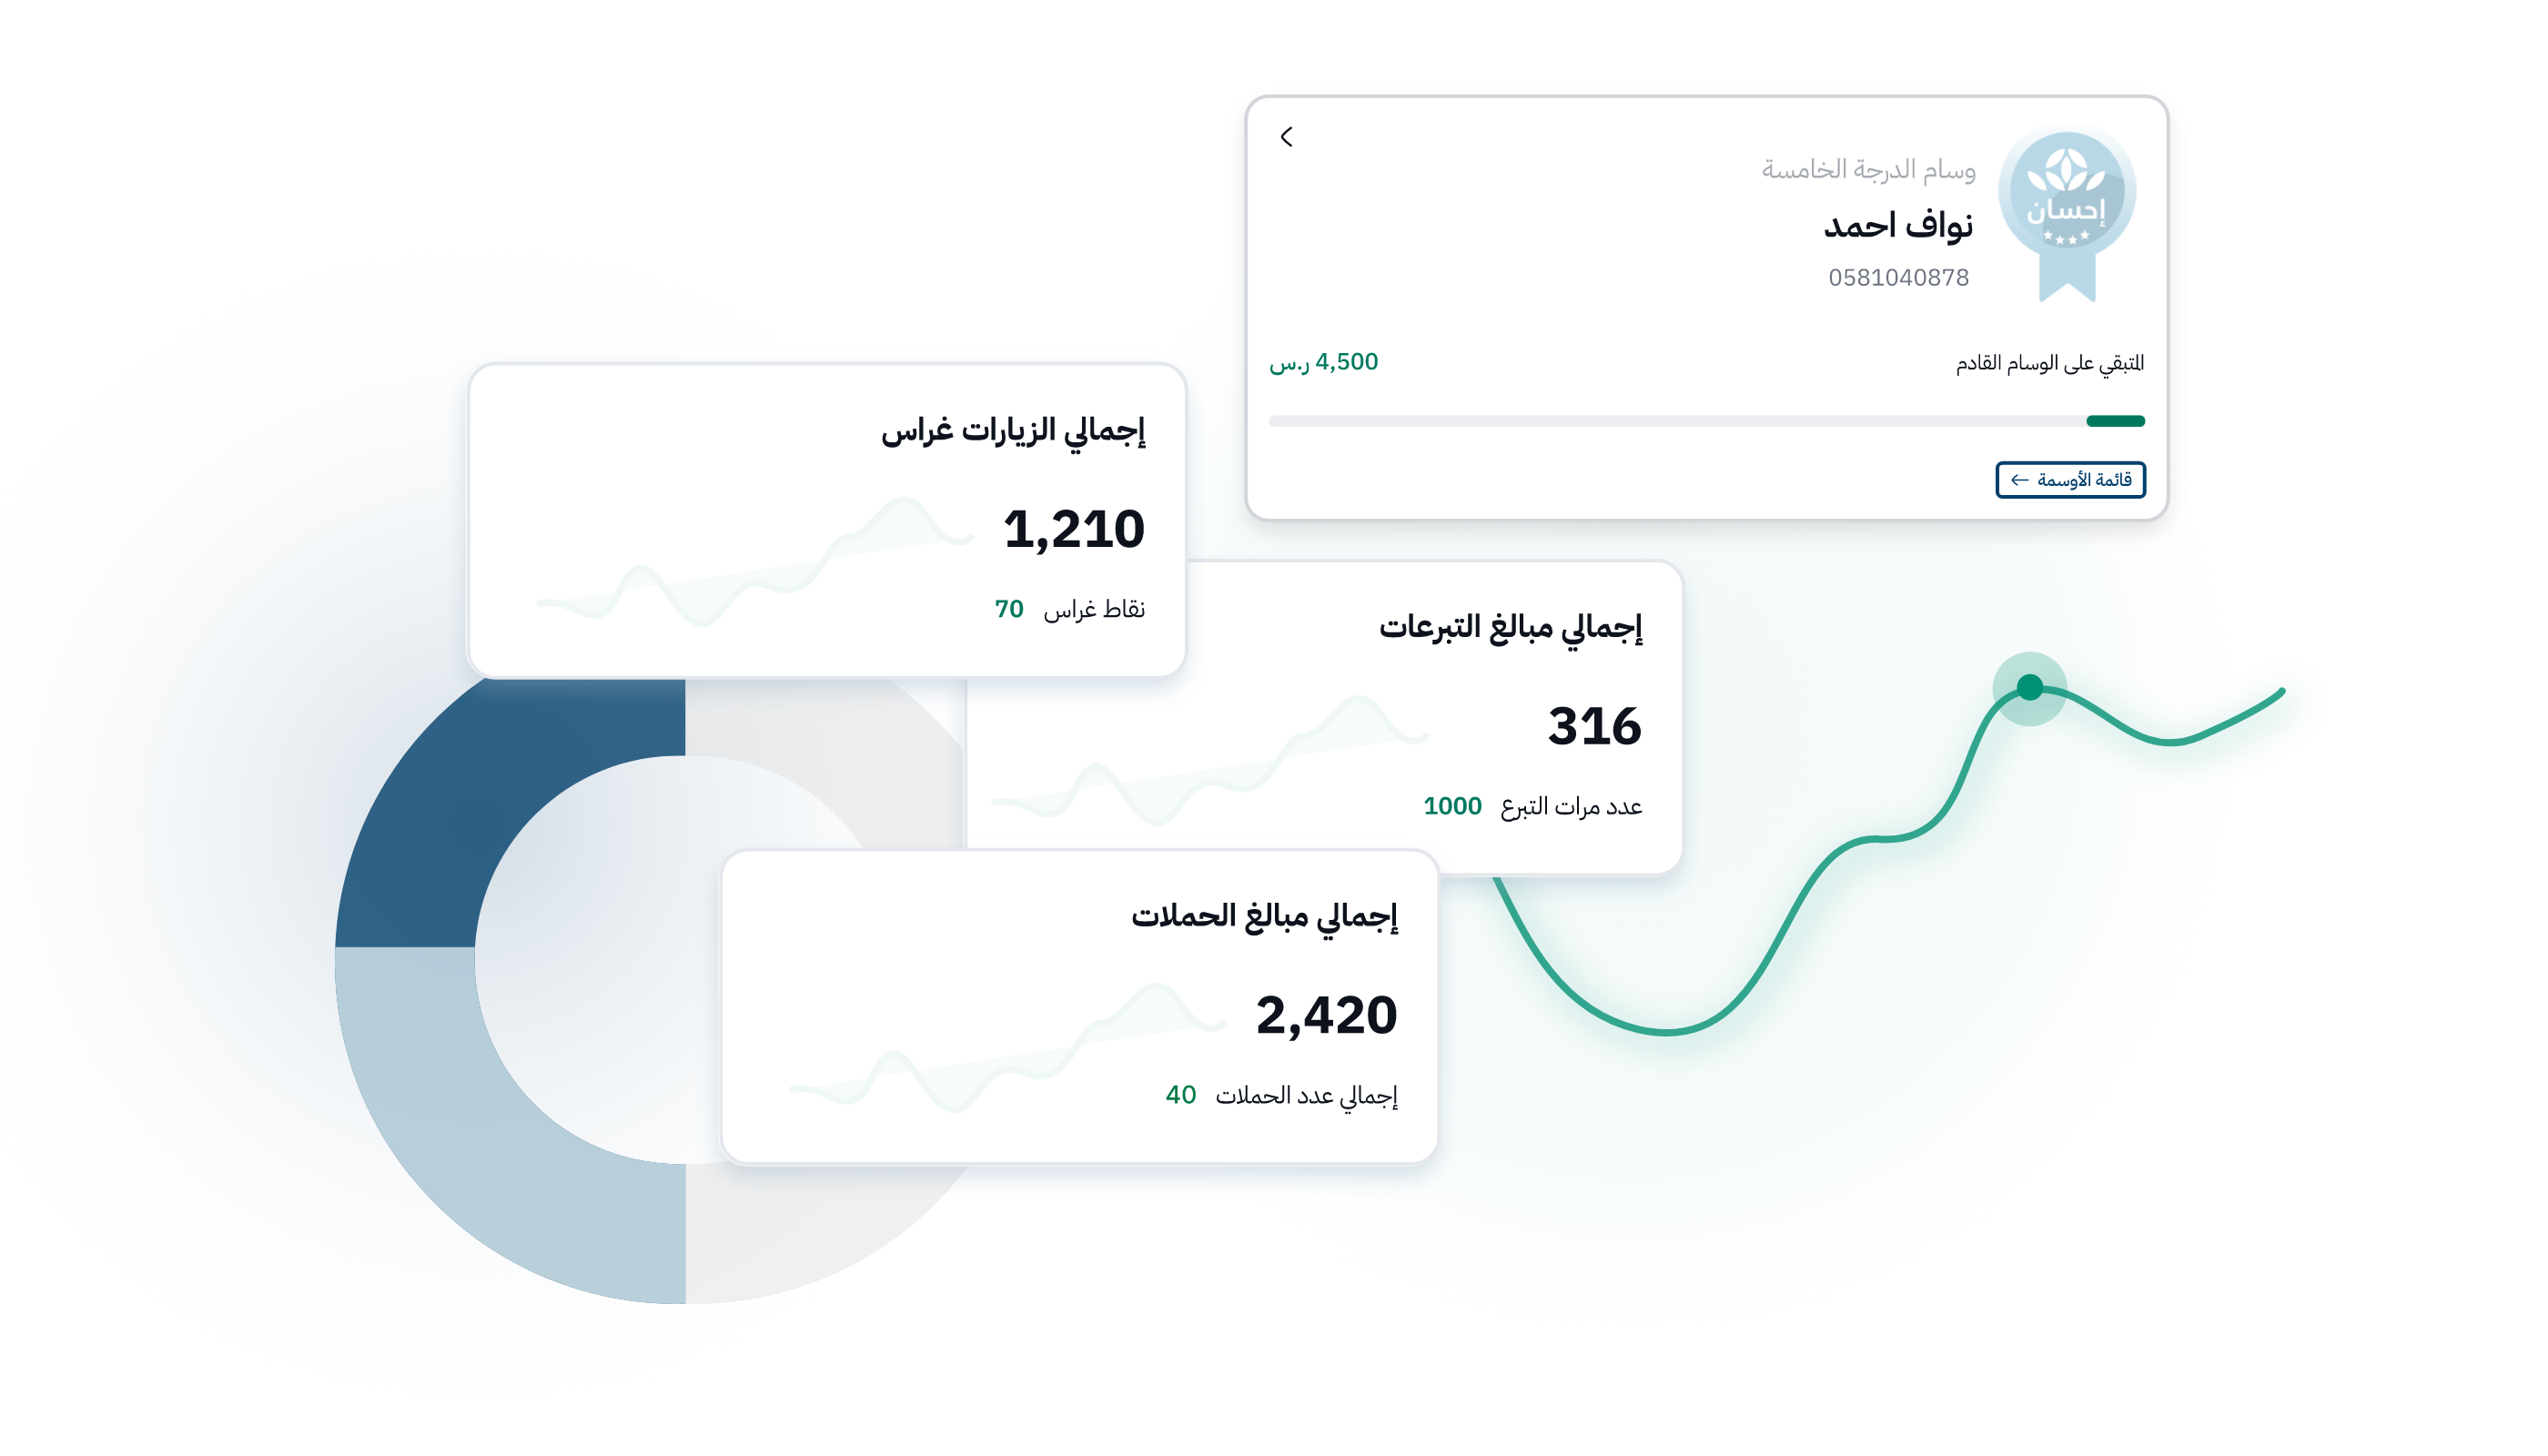 وسام الدرجة الخامسة
إحسان
نواف احمد
0581040878
المتبقي على الوسام القادم 4,500 ر.س
قائمة الأوسمة ←
إجمالي الزيارات غراس
1,210
نقاط غراس 70
إجمالي مبالغ التبرعات
316
عدد مرات التبرع 1000
إجمالي مبالغ الحملات
2,420
إجمالي عدد الحملات 40